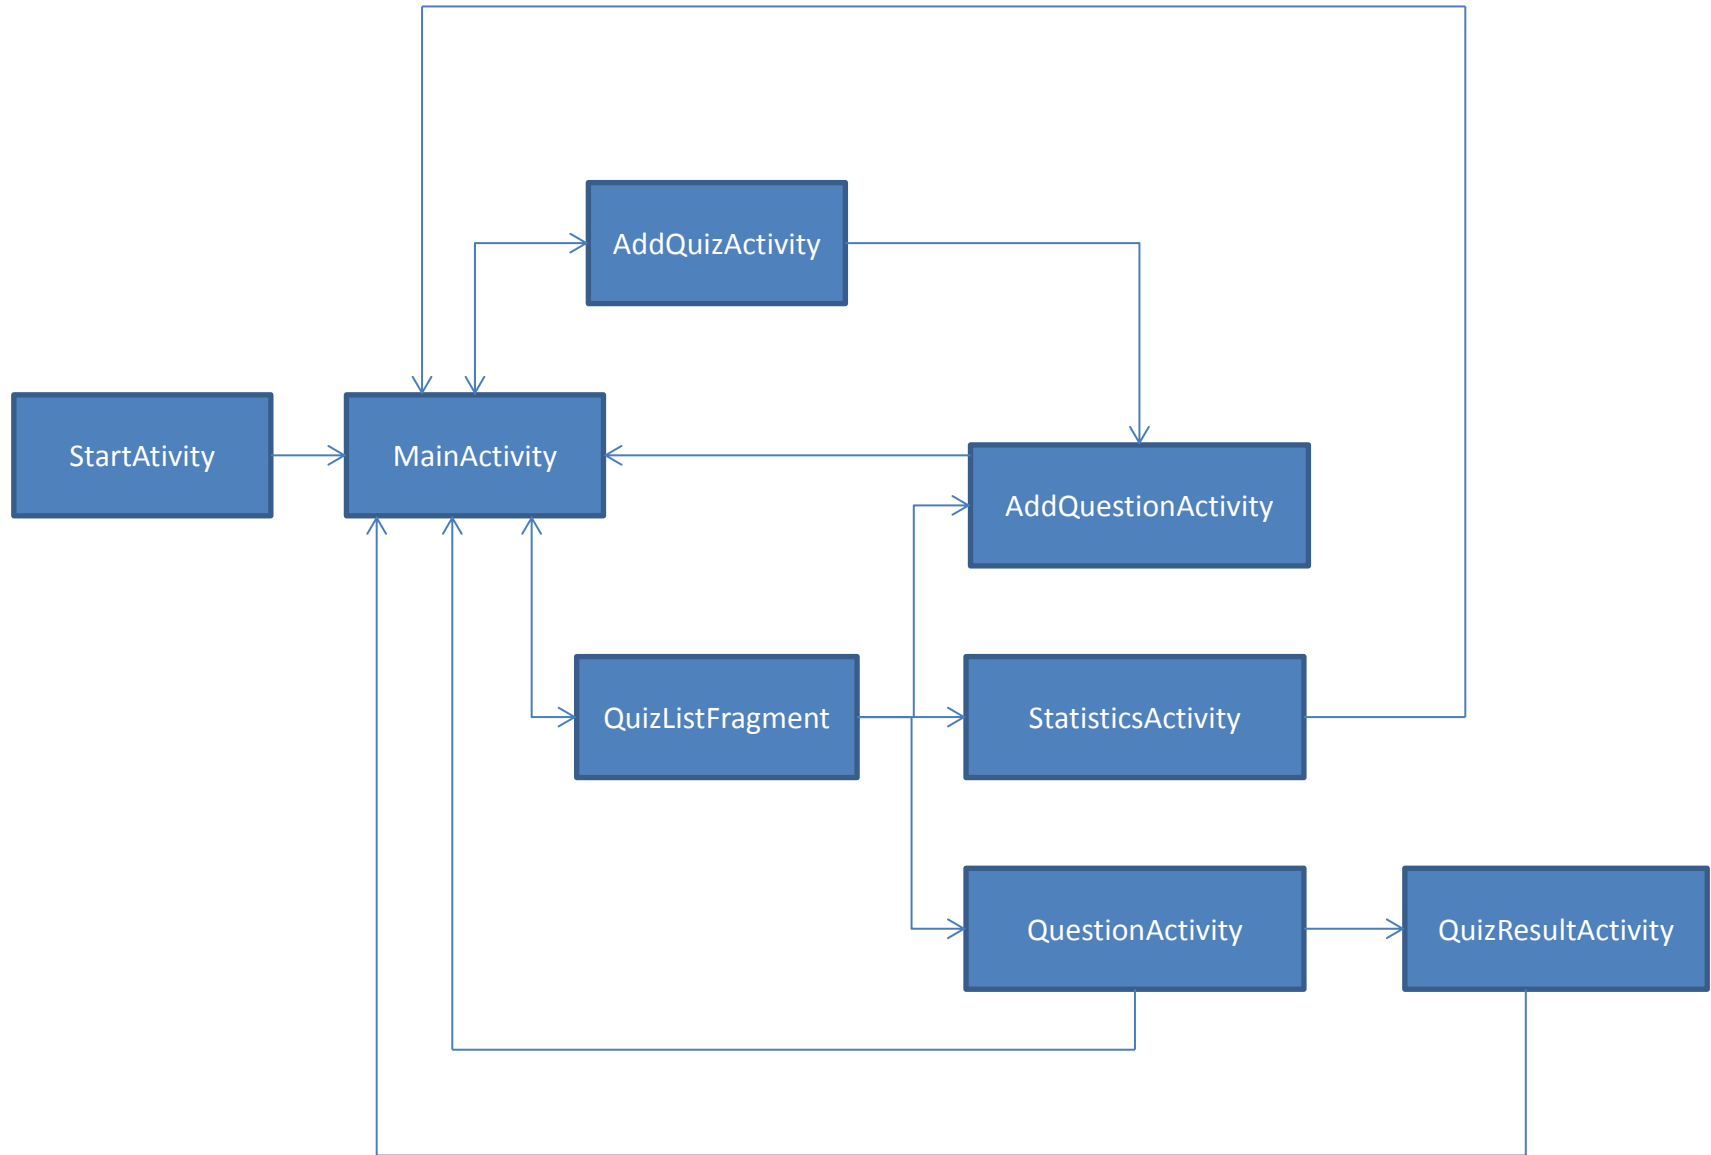 AddQuizActivity
StartAtivity
MainActivity
AddQuestionActivity
QuizListFragment
StatisticsActivity
QuestionActivity
QuizResultActivity